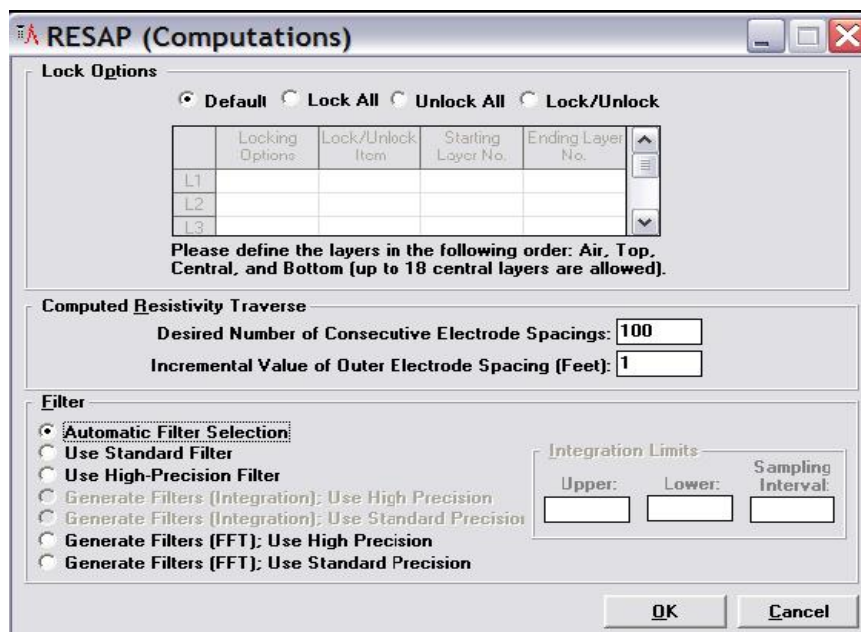 RESAP (Computations)
Lock Options
Default Lock All Unlock All Lock/Unlock
Locking Options Lock/Unlock Item Starting Layer No. Ending Layer No.
L1
L2
L3
Please define the layers in the following order: Air, Top,
Central, and Bottom (up to 18 central layers are allowed).
Computed Resistivity Traverse
Desired Number of Consecutive Electrode Spacings: 100
Incremental Value of Outer Electrode Spacing (Feet): 1
Filter
Automatic Filter Selection
Use Standard Filter
Use High-Precision Filter
Generate Filters (Integration); Use High Precision
Generate Filters (Integration); Use Standard Precision
Generate Filters (FFT); Use High Precision
Generate Filters (FFT); Use Standard Precision
Integration Limits
Upper: Lower: Sampling Interval:
OK Cancel